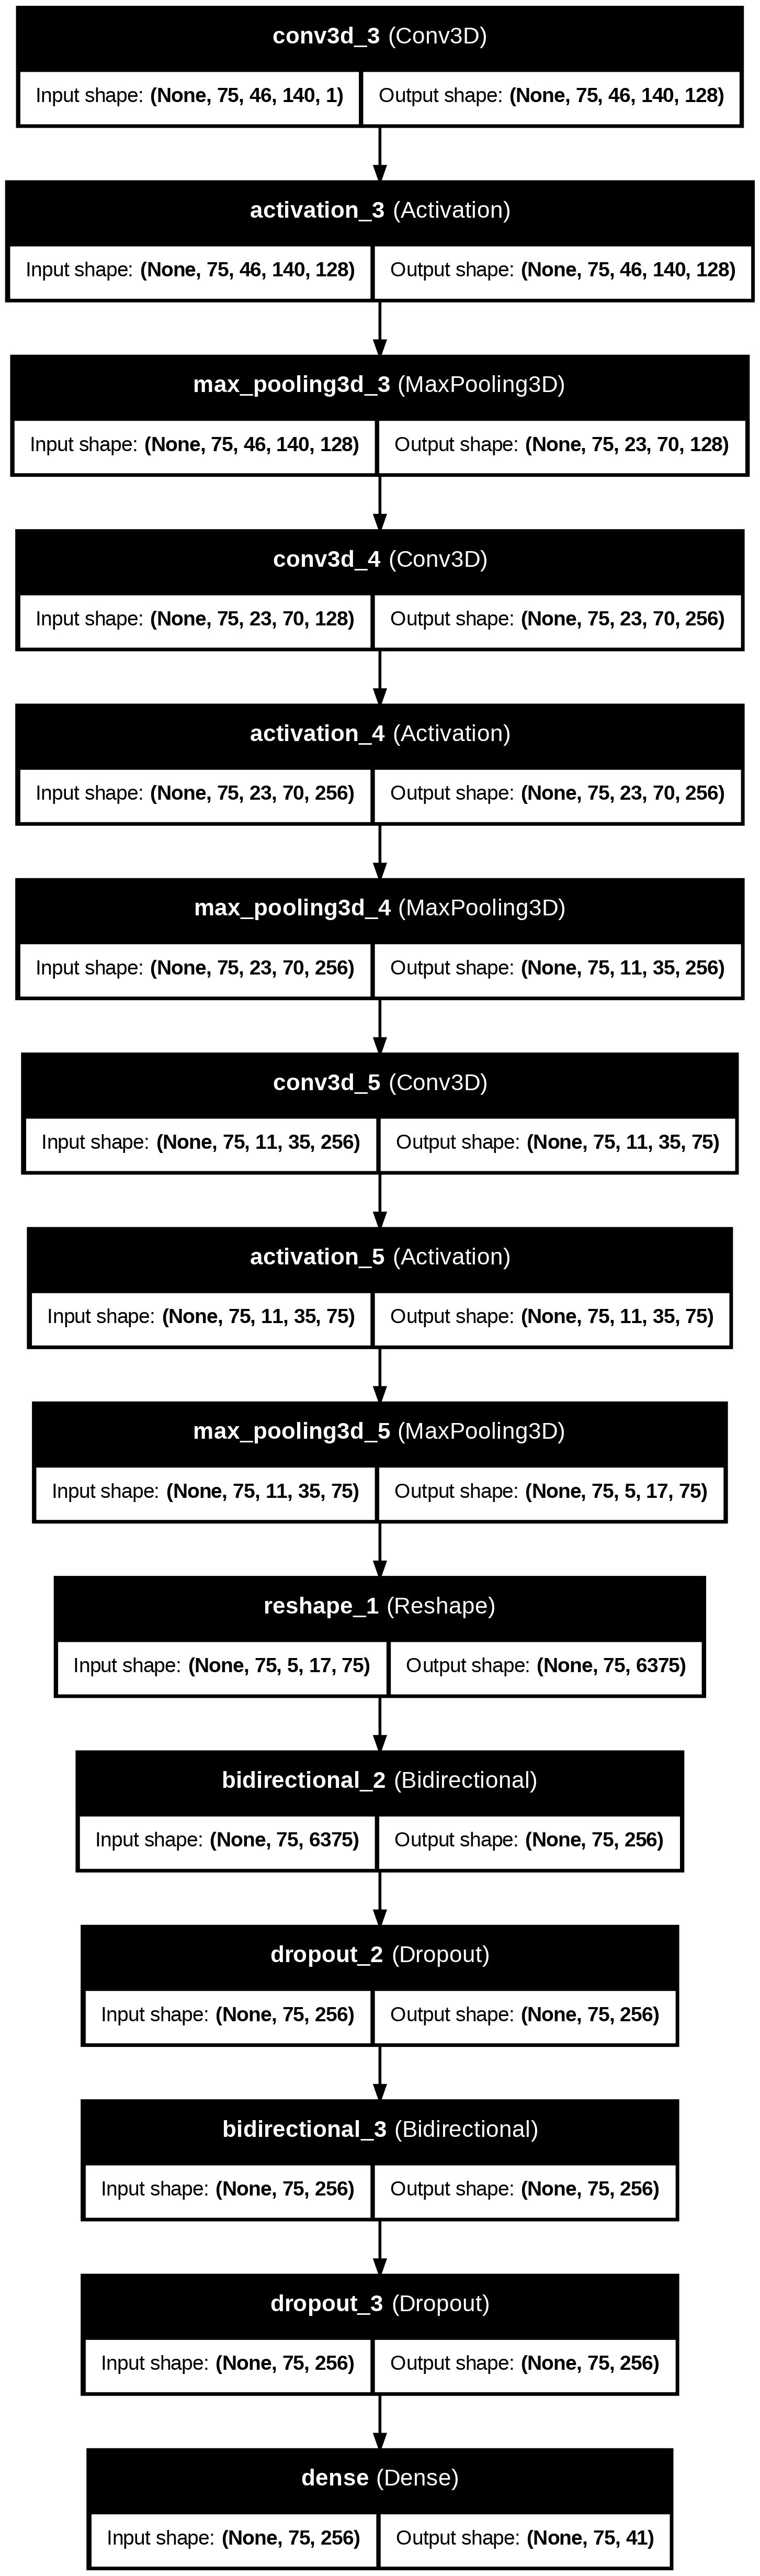 conv3d_3 (Conv3D)
Input shape: (None, 75, 46, 140, 1) Output shape: (None, 75, 46, 140, 128)
activation_3 (Activation)
Input shape: (None, 75, 46, 140, 128) Output shape: (None, 75, 46, 140, 128)
max_pooling3d_3 (MaxPooling3D)
Input shape: (None, 75, 46, 140, 128) Output shape: (None, 75, 23, 70, 128)
conv3d_4 (Conv3D)
Input shape: (None, 75, 23, 70, 128) Output shape: (None, 75, 23, 70, 256)
activation_4 (Activation)
Input shape: (None, 75, 23, 70, 256) Output shape: (None, 75, 23, 70, 256)
max_pooling3d_4 (MaxPooling3D)
Input shape: (None, 75, 23, 70, 256) Output shape: (None, 75, 11, 35, 256)
conv3d_5 (Conv3D)
Input shape: (None, 75, 11, 35, 256) Output shape: (None, 75, 11, 35, 75)
activation_5 (Activation)
Input shape: (None, 75, 11, 35, 75) Output shape: (None, 75, 11, 35, 75)
max_pooling3d_5 (MaxPooling3D)
Input shape: (None, 75, 11, 35, 75) Output shape: (None, 75, 5, 17, 75)
reshape_1 (Reshape)
Input shape: (None, 75, 5, 17, 75) Output shape: (None, 75, 6375)
bidirectional_2 (Bidirectional)
Input shape: (None, 75, 6375) Output shape: (None, 75, 256)
dropout_2 (Dropout)
Input shape: (None, 75, 256) Output shape: (None, 75, 256)
bidirectional_3 (Bidirectional)
Input shape: (None, 75, 256) Output shape: (None, 75, 256)
dropout_3 (Dropout)
Input shape: (None, 75, 256) Output shape: (None, 75, 256)
dense (Dense)
Input shape: (None, 75, 256) Output shape: (None, 75, 41)